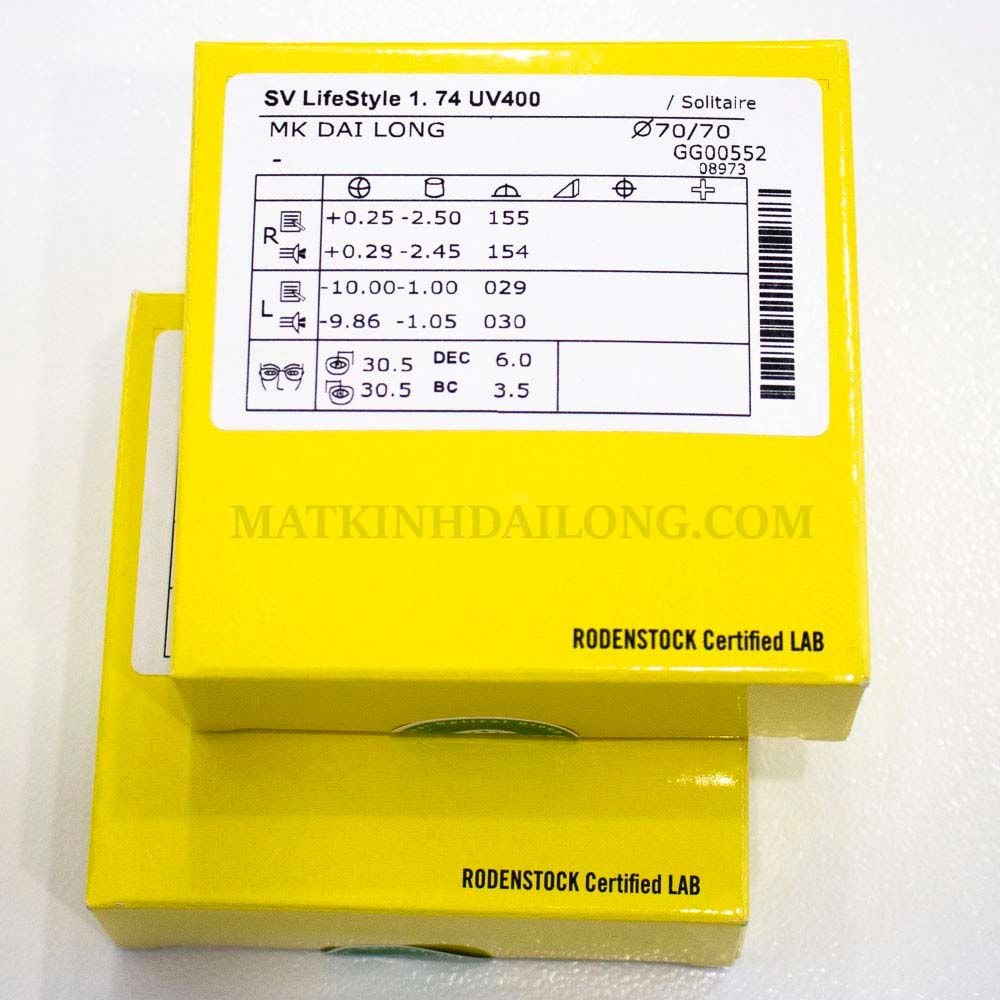 SV LifeStyle 1. 74 UV400 / Solitaire
MK DAI LONG Ø70/70
- GG00552
08973
R +0.25 -2.50 155
+0.28 -2.45 154
L -10.00 -1.00 029
-9.86 -1.05 030
30.5 DEC 6.0
30.5 BC 3.5
MATKINHDAILONG.COM
RODENSTOCK Certified LAB
RODENSTOCK Certified LAB